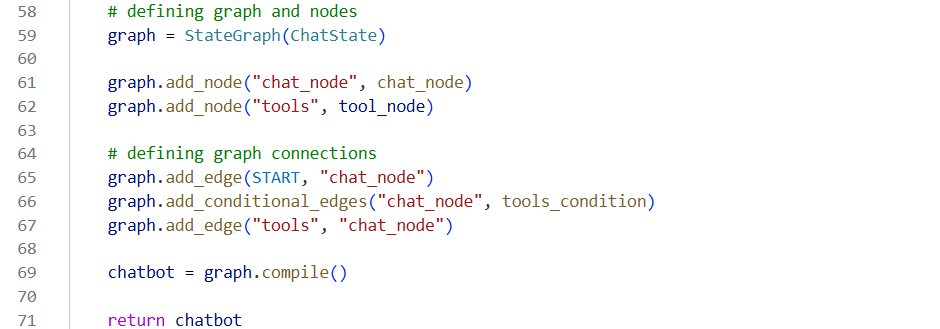 58 # defining graph and nodes
59 graph = StateGraph(ChatState)
60
61 graph.add_node("chat_node", chat_node)
62 graph.add_node("tools", tool_node)
63
64 # defining graph connections
65 graph.add_edge(START, "chat_node")
66 graph.add_conditional_edges("chat_node", tools_condition)
67 graph.add_edge("tools", "chat_node")
68
69 chatbot = graph.compile()
70
71 return chatbot